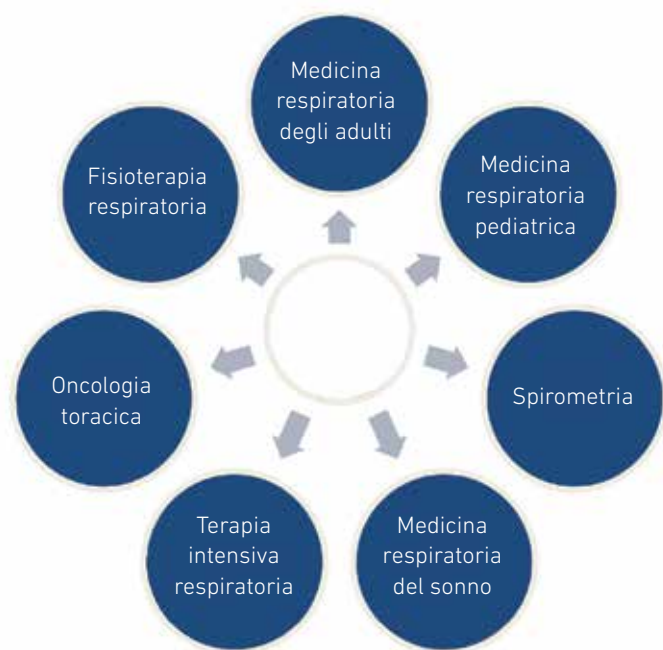 Medicina
respiratoria
degli adulti
Medicina
respiratoria
pediatrica
Spirometria
Medicina
respiratoria
del sonno
Terapia
intensiva
respiratoria
Oncologia
toracica
Fisioterapia
respiratoria